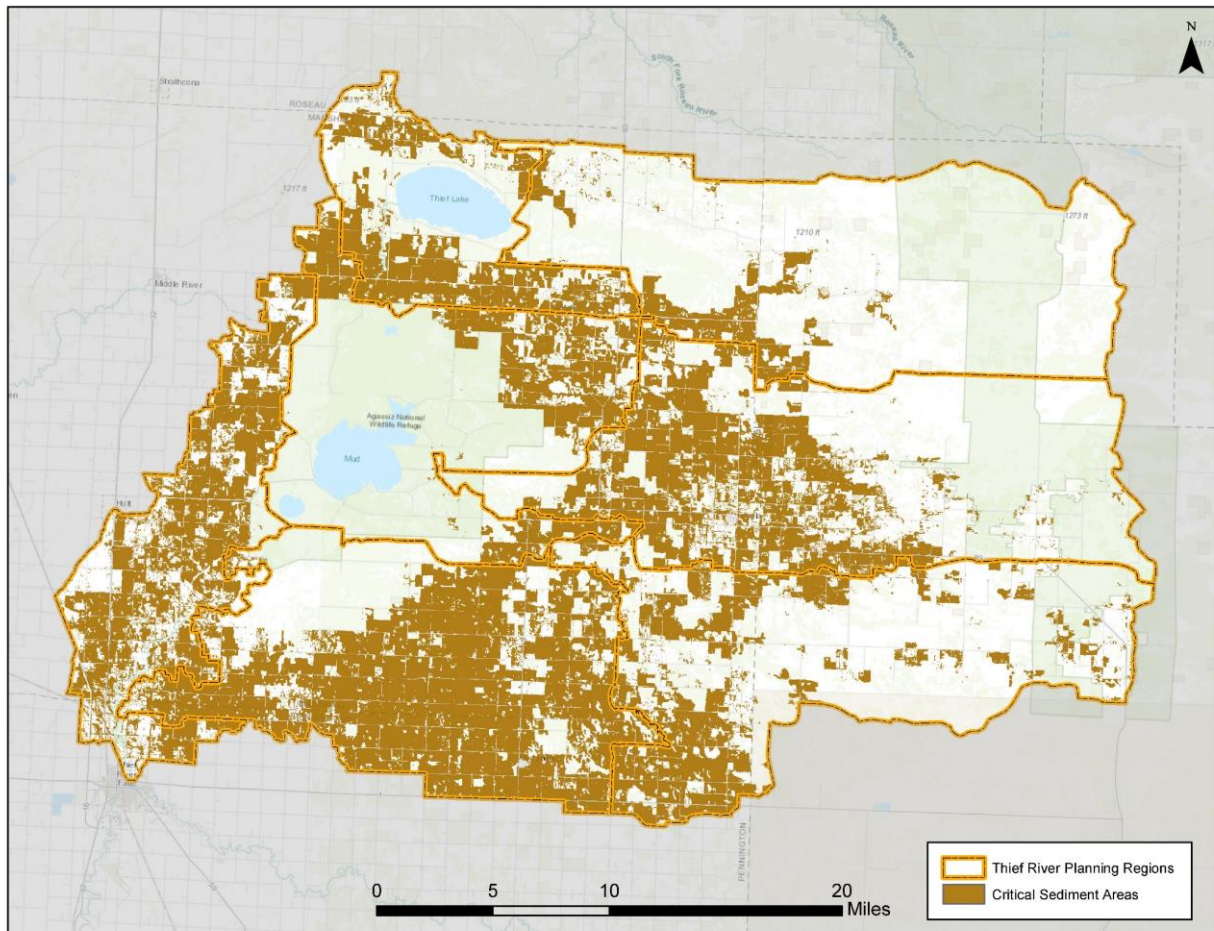 N
Roseau River
South Fork Roseau River
Strathcona
ROSEAU
Thief Lake
1217 ft
1273 ft
1210 ft
Middle River
Agassiz National
Wildlife Refuge
Mud
Holt
PENNINGTON
Thief River Planning Regions
Critical Sediment Areas
0 5 10 20
Miles